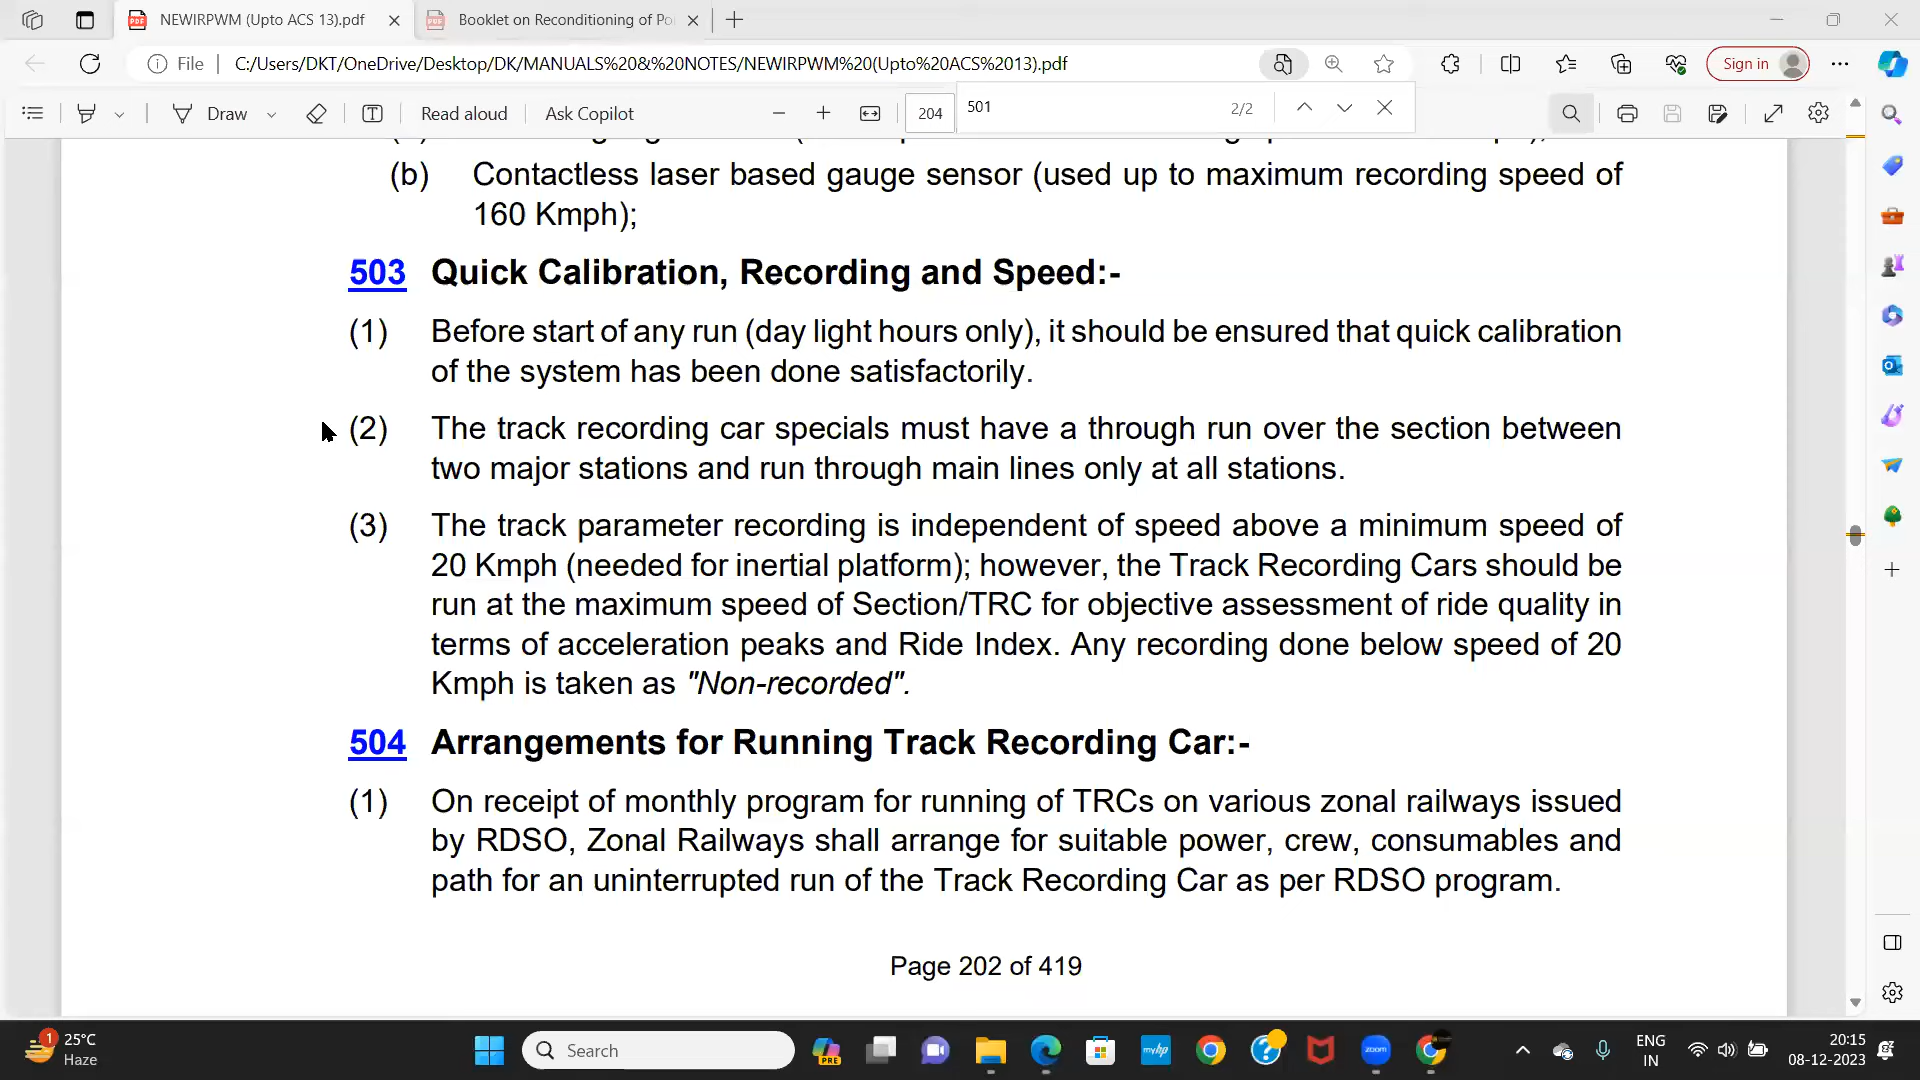 NEWIRPWM (Upto ACS 13).pdf
Booklet on Reconditioning of Po
File
C:/Users/DKT/OneDrive/Desktop/DK/MANUALS%20&%20NOTES/NEWIRPWM%20(Upto%20ACS%2013).pdf
Sign in
Draw
Read aloud
Ask Copilot
204
501
2/2
(b) Contactless laser based gauge sensor (used up to maximum recording speed of
160 Kmph);
503 Quick Calibration, Recording and Speed:-
(1) Before start of any run (day light hours only), it should be ensured that quick calibration
of the system has been done satisfactorily.
(2) The track recording car specials must have a through run over the section between
two major stations and run through main lines only at all stations.
(3) The track parameter recording is independent of speed above a minimum speed of
20 Kmph (needed for inertial platform); however, the Track Recording Cars should be
run at the maximum speed of Section/TRC for objective assessment of ride quality in
terms of acceleration peaks and Ride Index. Any recording done below speed of 20
Kmph is taken as "Non-recorded".
504 Arrangements for Running Track Recording Car:-
(1) On receipt of monthly program for running of TRCs on various zonal railways issued
by RDSO, Zonal Railways shall arrange for suitable power, crew, consumables and
path for an uninterrupted run of the Track Recording Car as per RDSO program.
Page 202 of 419
1
25°C
Haze
Search
PRE
myhp
zoom
ENG
IN
20:15
08-12-2023